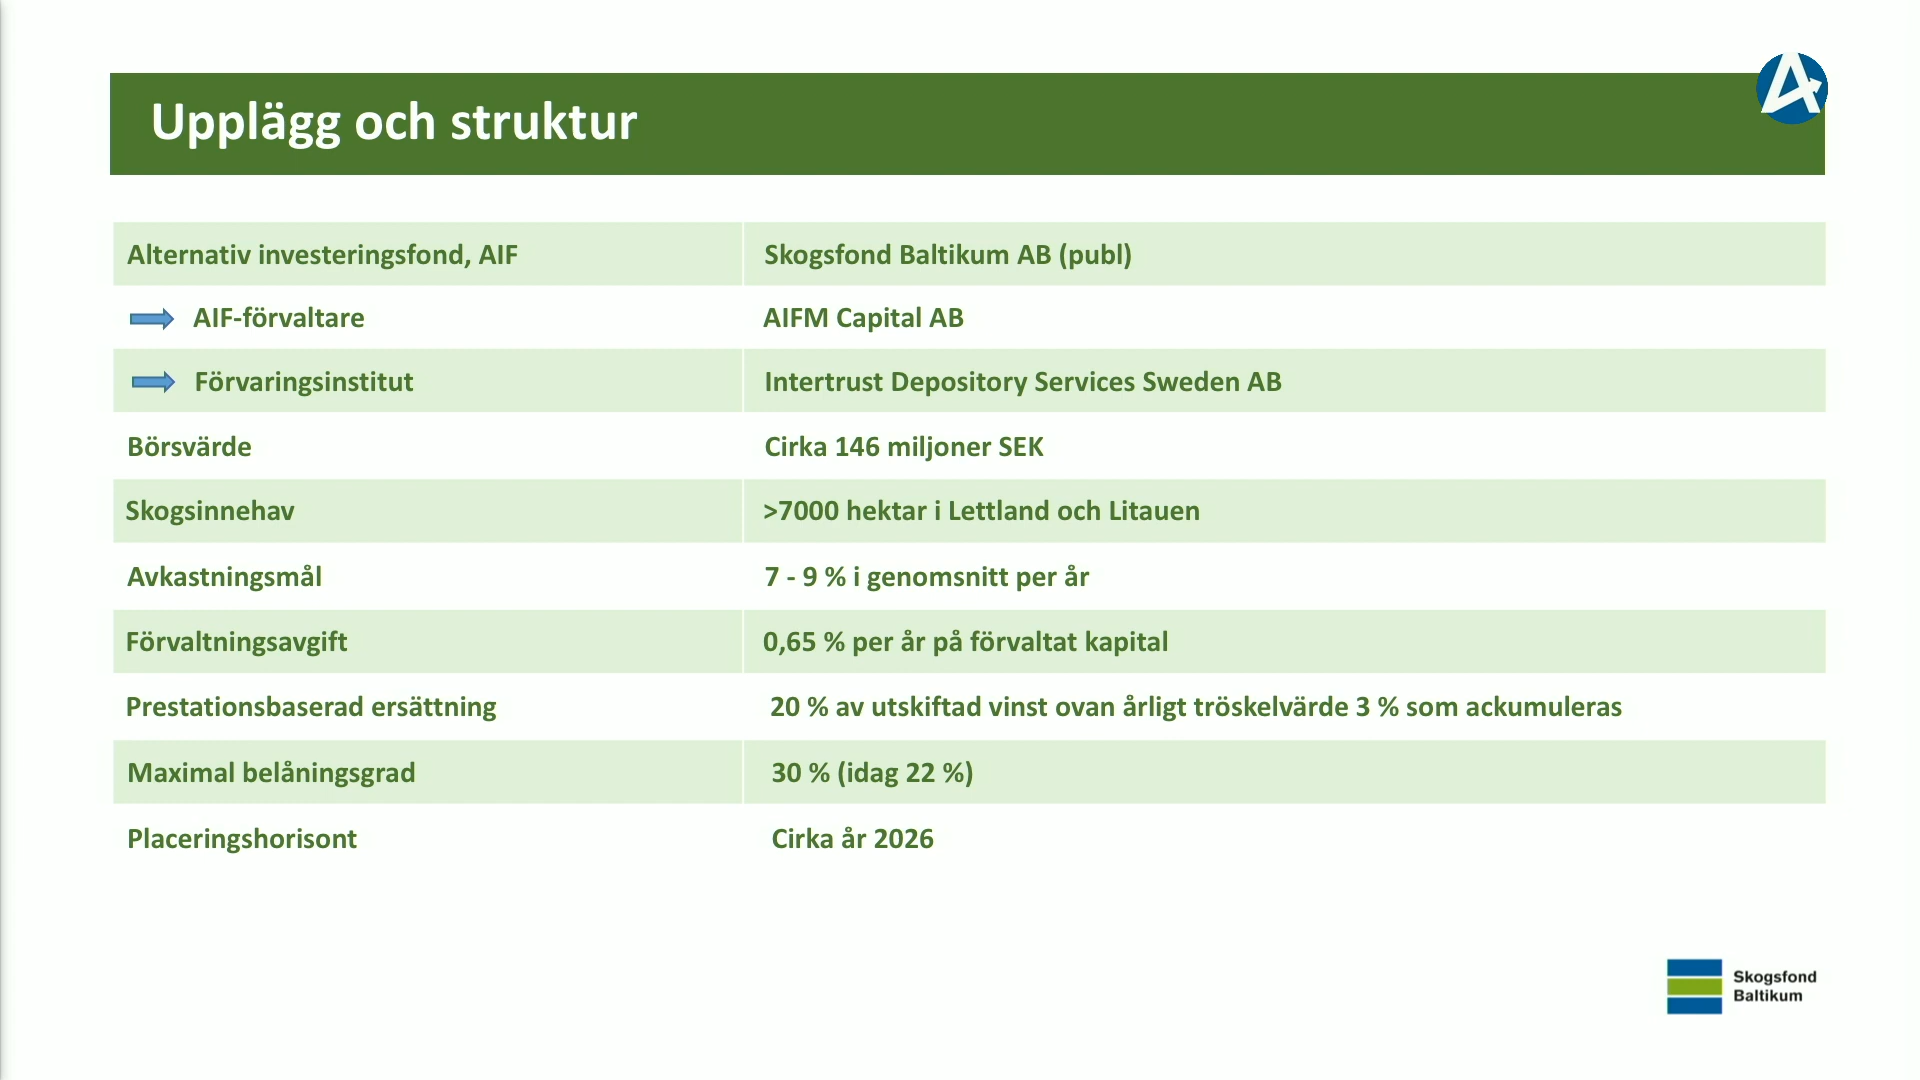 Upplägg och struktur
Alternativ investeringsfond, AIF Skogsfond Baltikum AB (publ)
AIF-förvaltare AIFM Capital AB
Förvaringsinstitut Intertrust Depository Services Sweden AB
Börsvärde Cirka 146 miljoner SEK
Skogsinnehav >7000 hektar i Lettland och Litauen
Avkastningsmål 7 - 9 % i genomsnitt per år
Förvaltningsavgift 0,65 % per år på förvaltat kapital
Prestationsbaserad ersättning 20 % av utskiftad vinst ovan årligt tröskelvärde 3 % som ackumuleras
Maximal belåningsgrad 30 % (idag 22 %)
Placeringshorisont Cirka år 2026
Skogsfond
Baltikum